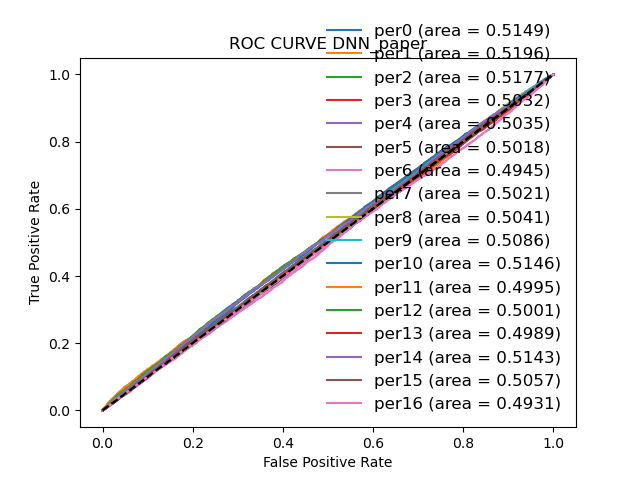 ROC CURVE DNN_paper
per0 (area = 0.5149)
per1 (area = 0.5196)
per2 (area = 0.5177)
per3 (area = 0.5032)
per4 (area = 0.5035)
per5 (area = 0.5018)
per6 (area = 0.4945)
per7 (area = 0.5021)
per8 (area = 0.5041)
per9 (area = 0.5086)
per10 (area = 0.5146)
per11 (area = 0.4995)
per12 (area = 0.5001)
per13 (area = 0.4989)
per14 (area = 0.5143)
per15 (area = 0.5057)
per16 (area = 0.4931)
True Positive Rate
1.0
0.8
0.6
0.4
0.2
0.0
0.0 0.2 0.4 0.6 0.8 1.0
False Positive Rate